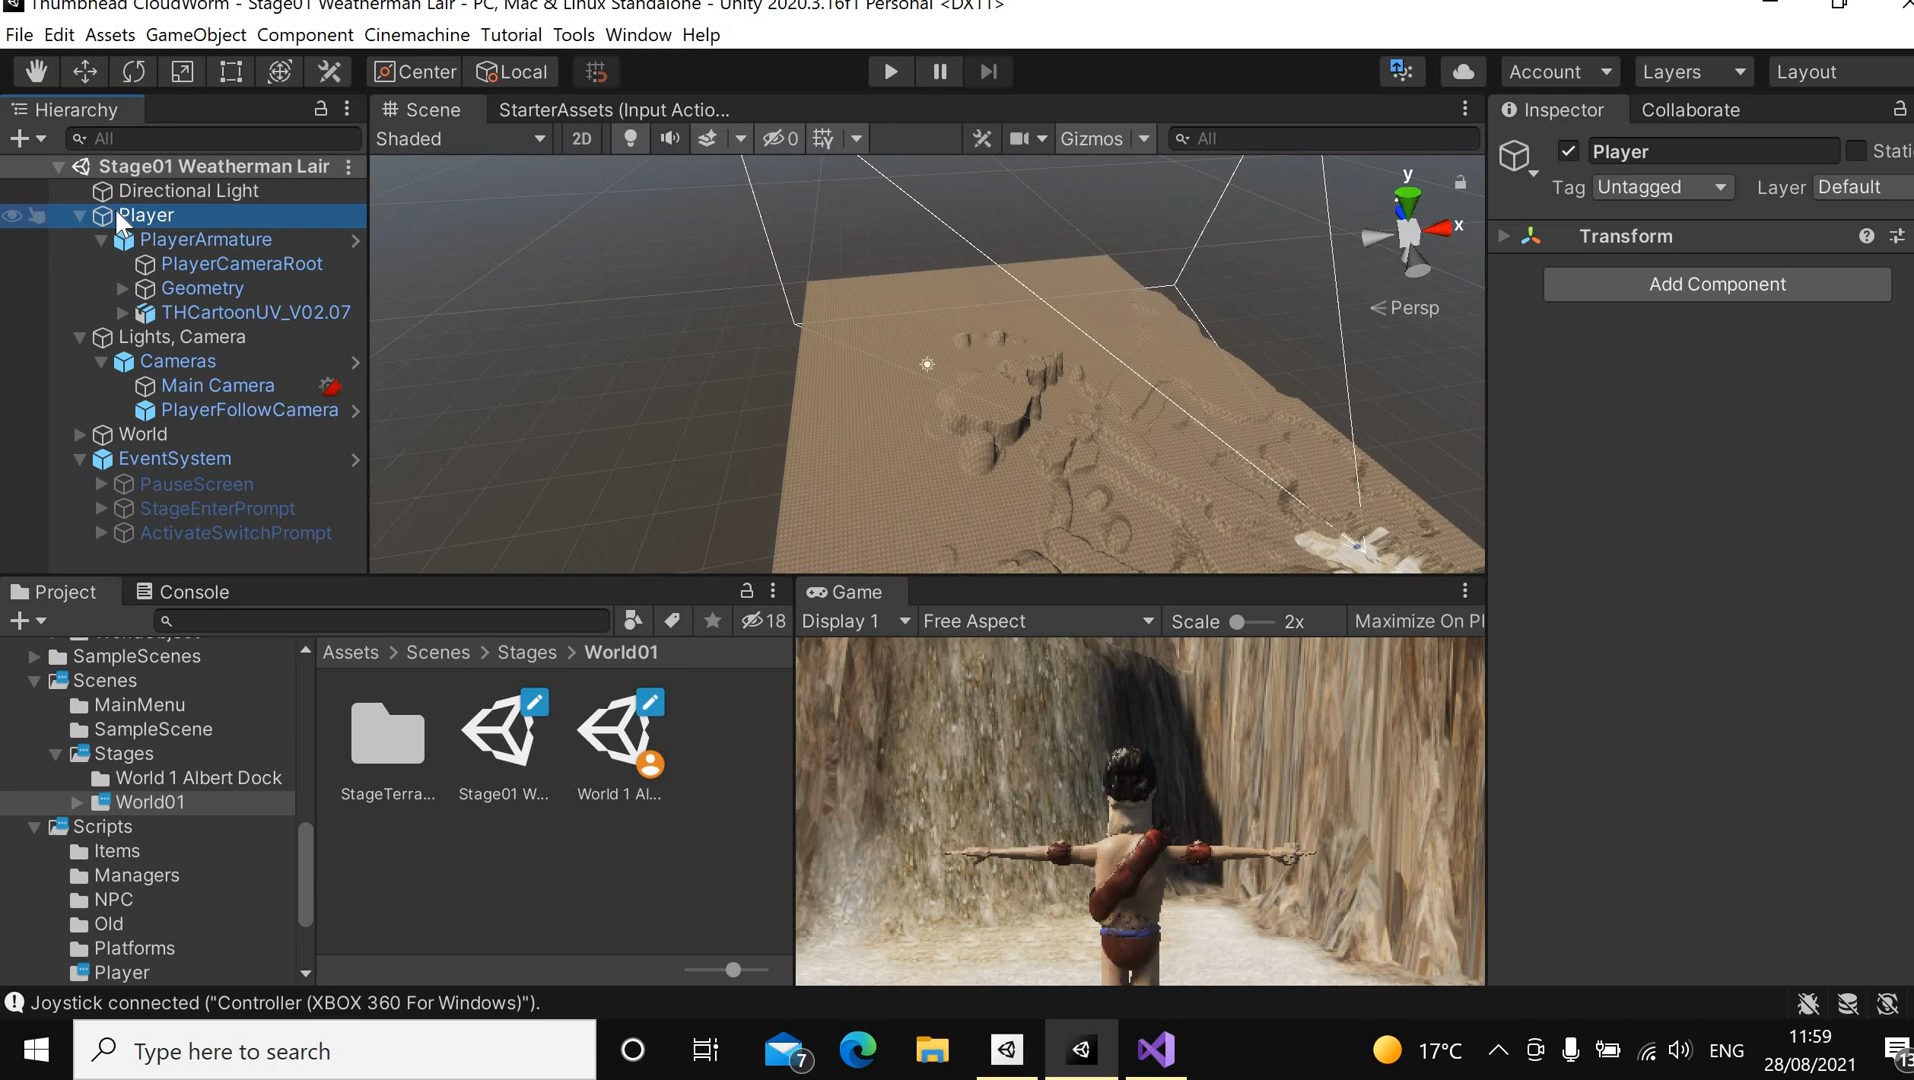 Thumbhead CloudWorm - Stage01 Weatherman Lair - PC, Mac & Linux Standalone - Unity 2020.3.16f1 Personal <DX11>
File Edit Assets GameObject Component Cinemachine Tutorial Tools Window Help
Center Local Account Layers Layout
Hierarchy Scene StarterAssets (Input Actio... Inspector Collaborate
All Shaded 2D 0 Gizmos All Player Stati
Stage01 Weatherman Lair
Tag Untagged Layer Default
Directional Light
Player
PlayerArmature
Transform
PlayerCameraRoot
Geometry
Add Component
THCartoonUV_V02.07
Lights, Camera
Cameras
Main Camera
PlayerFollowCamera
World
EventSystem
PauseScreen
StageEnterPrompt
ActivateSwitchPrompt
y
x
Persp
Project Console Game
18 Display 1 Free Aspect Scale 2x Maximize On Pl
SampleScenes
Scenes
MainMenu
SampleScene
Stages
World 1 Albert Dock
World01
Scripts
Items
Managers
NPC
Old
Platforms
Player
Assets > Scenes > Stages > World01
StageTerra... Stage01 W... World 1 Al...
Joystick connected ("Controller (XBOX 360 For Windows)").
Type here to search
7
17°C
ENG
11:59
28/08/2021
13